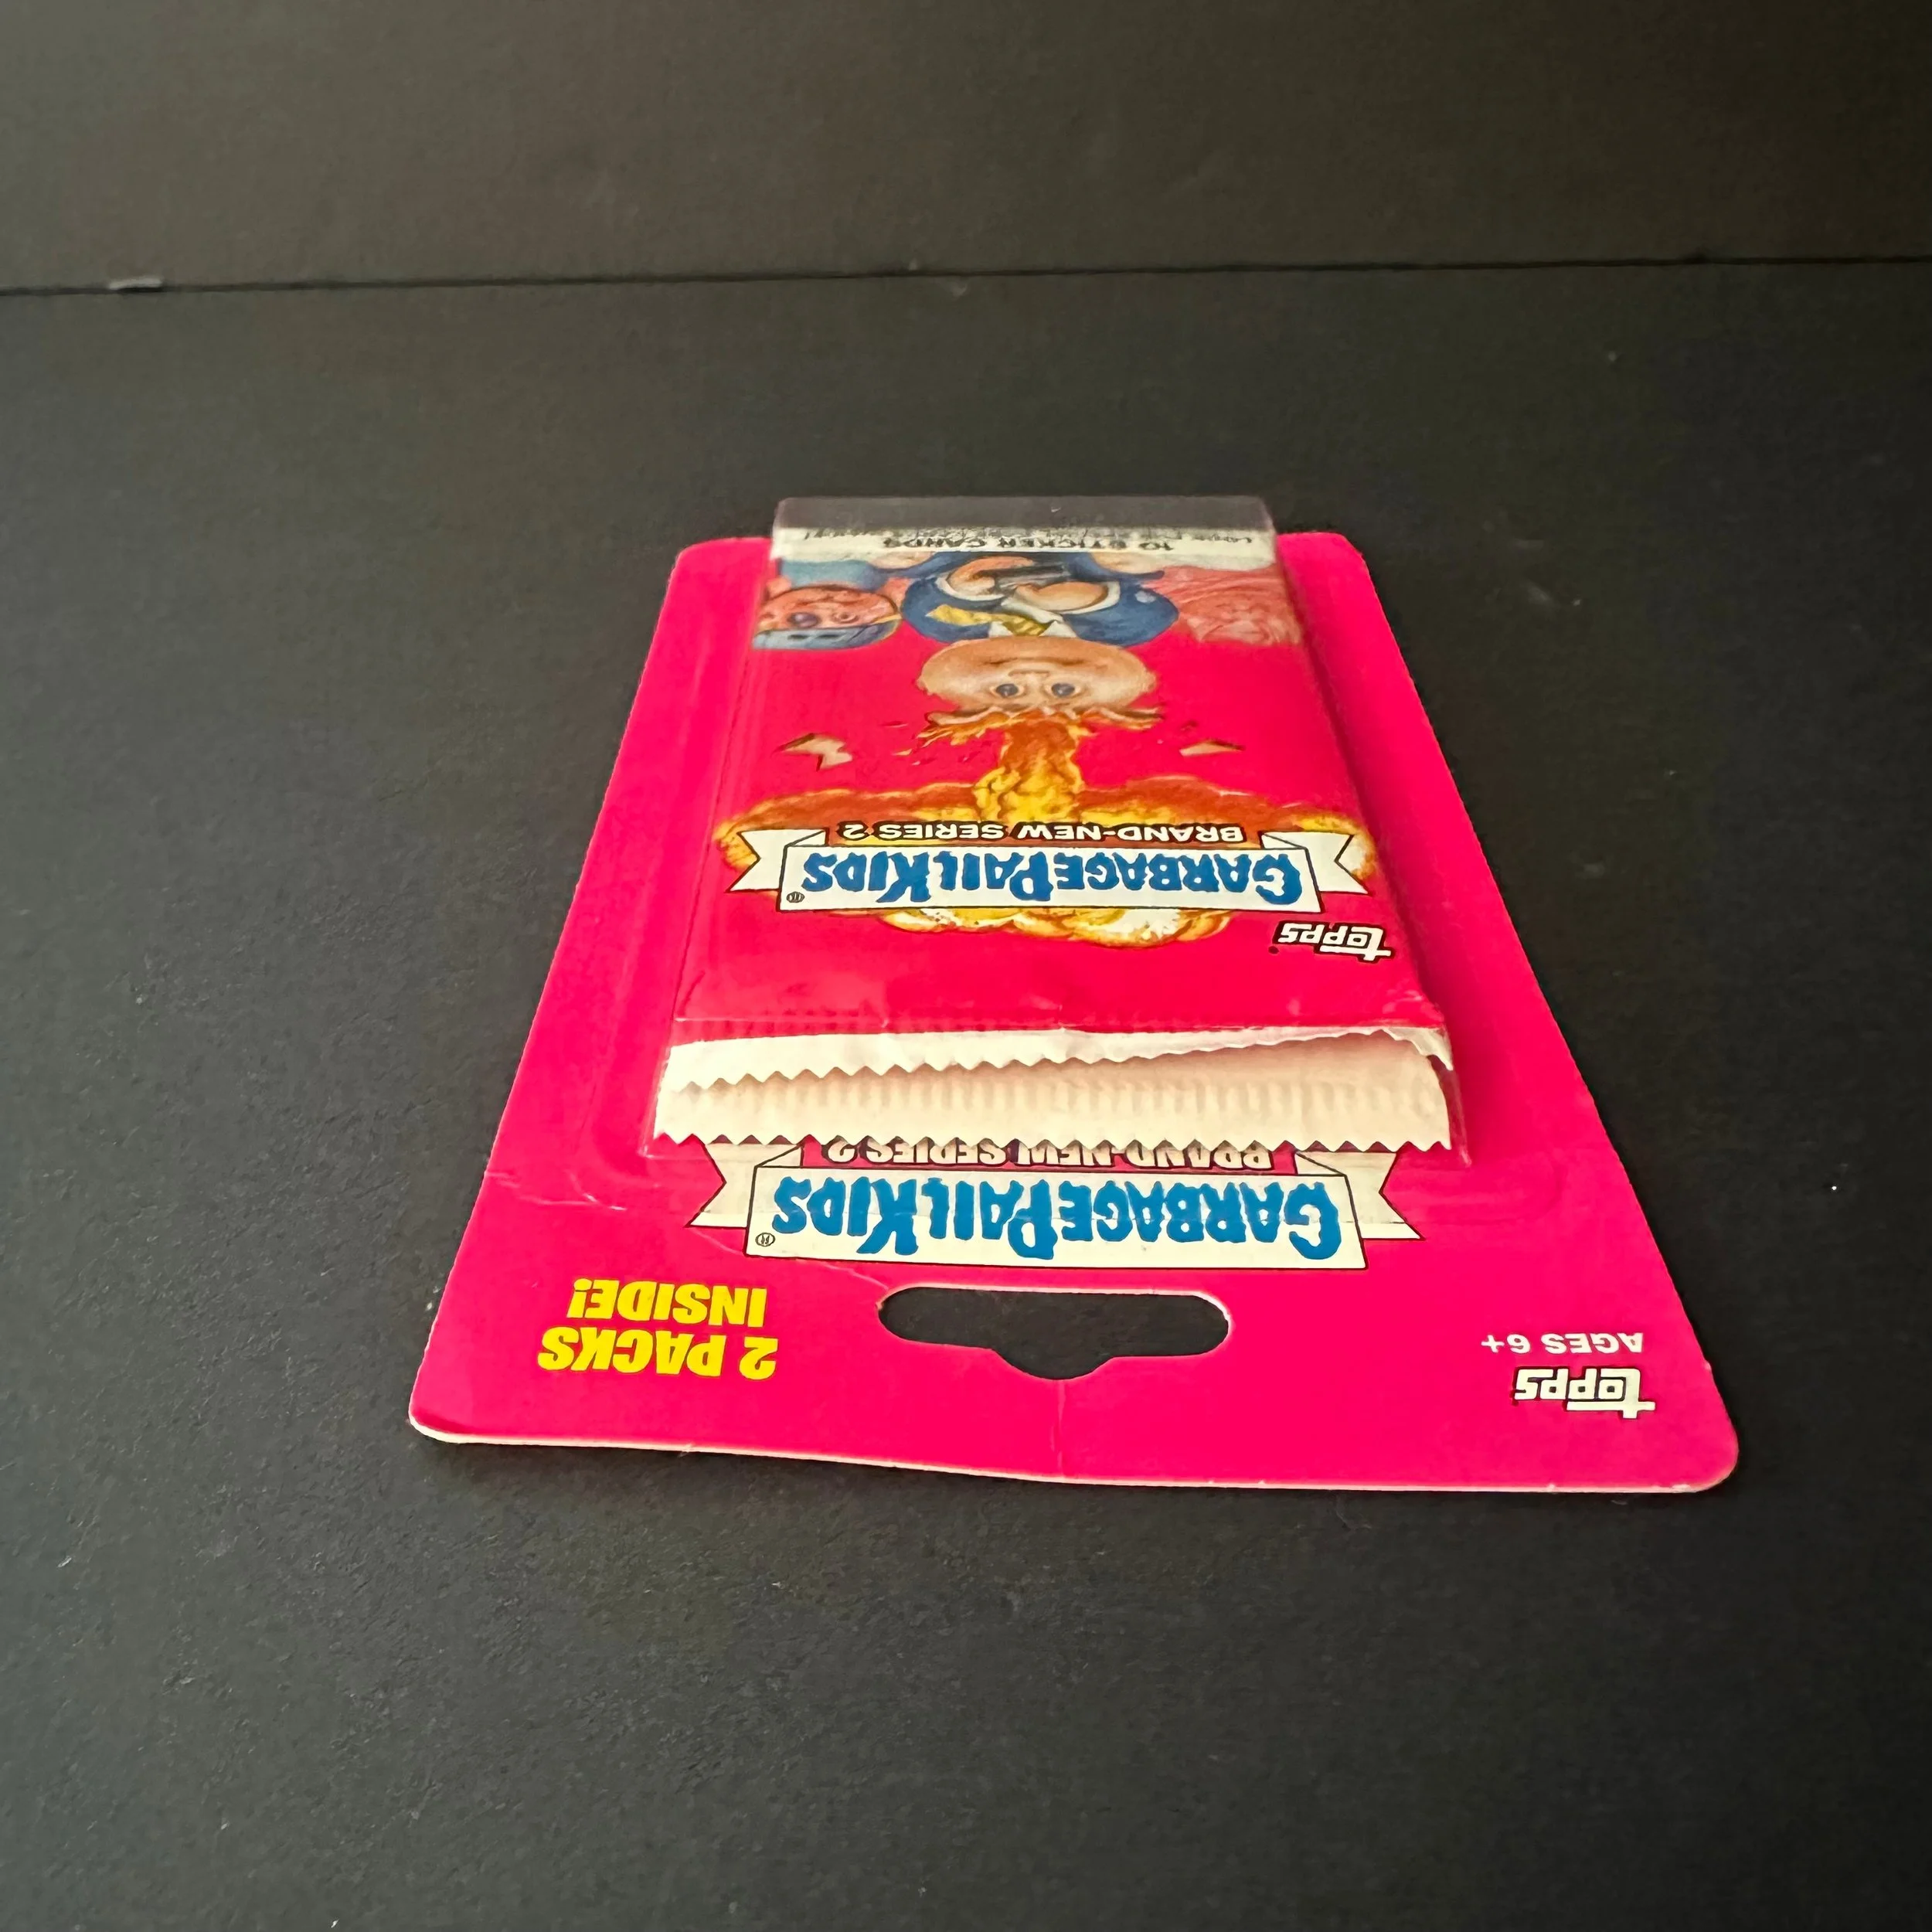 topps
AGES 6+
2 PACKS
INSIDE!
GARBAGE PAIL KIDS®
BRAND-NEW SERIES 2
topps
GARBAGE PAIL KIDS®
BRAND-NEW SERIES 2
10 STICKER CARDS